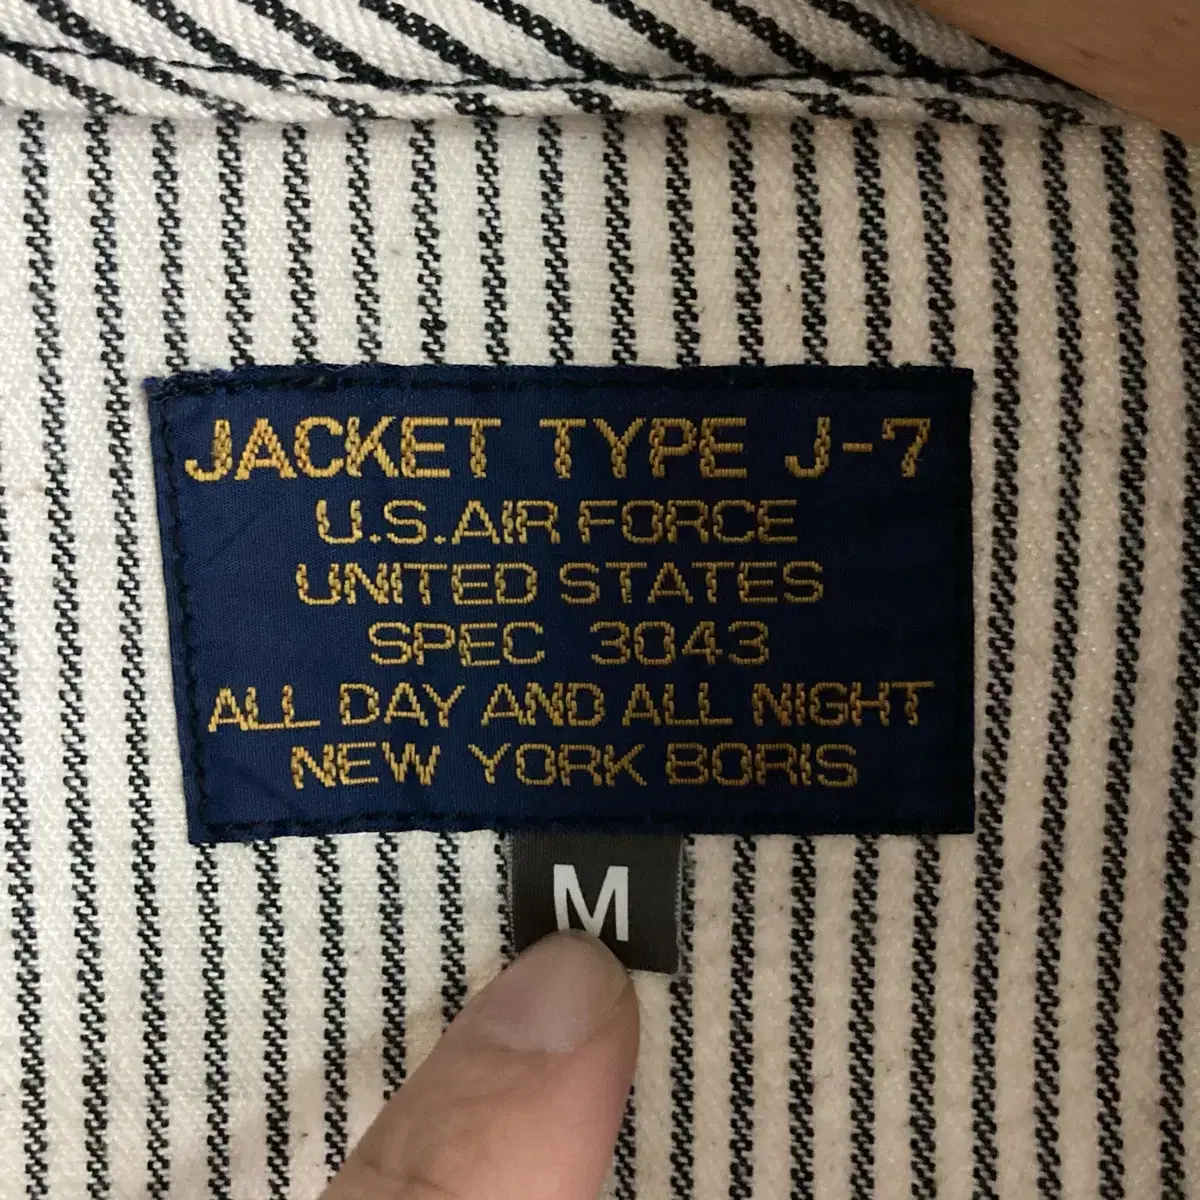 JACKET TYPE J-7
U.S.AIR FORCE
UNITED STATES
SPEC 3043
ALL DAY AND ALL NIGHT
NEW YORK BORIS
M